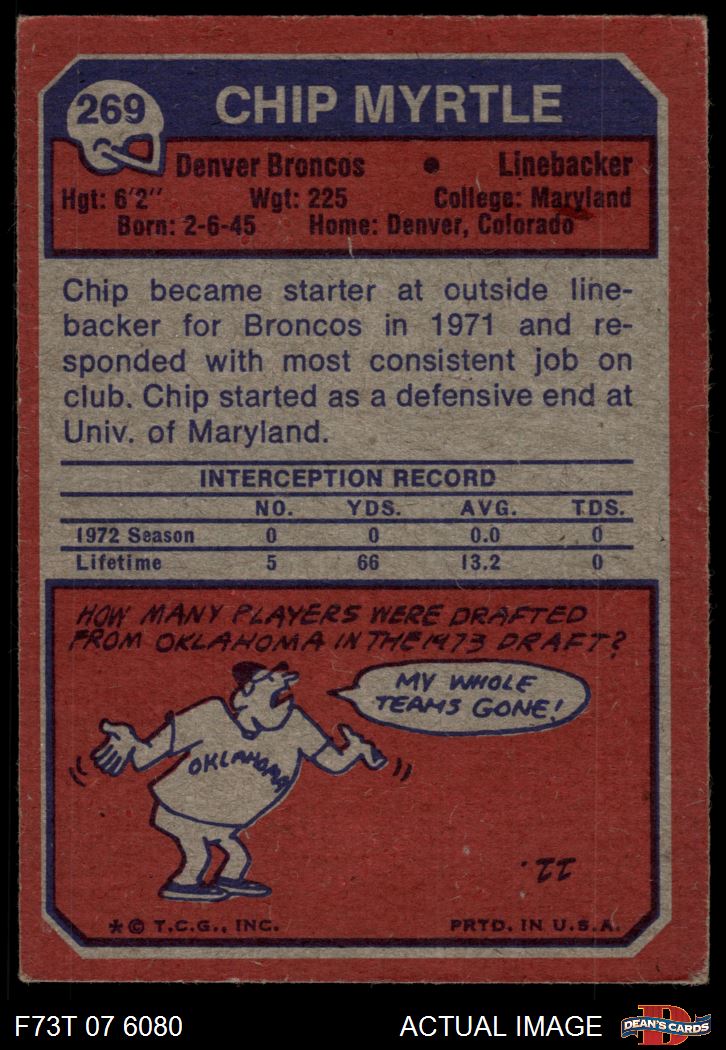 269
CHIP MYRTLE
Denver Broncos • Linebacker
Hgt: 6'2" Wgt: 225 College: Maryland
Born: 2-6-45 Home: Denver, Colorado
Chip became starter at outside line-
backer for Broncos in 1971 and re-
sponded with most consistent job on
club. Chip started as a defensive end at
Univ. of Maryland.
INTERCEPTION RECORD
NO. YDS. AVG. TDS.
1972 Season 0 0 0.0 0
Lifetime 5 66 13.2 0
HOW MANY PLAYERS WERE DRAFTED
FROM OKLAHOMA IN THE 1973 DRAFT?
MY WHOLE
TEAMS GONE!
OKLAHOMA
11.
* © T.C.G., INC. PRTD. IN U.S.A.
F73T 07 6080 ACTUAL IMAGE
D
DEAN'S CARDS